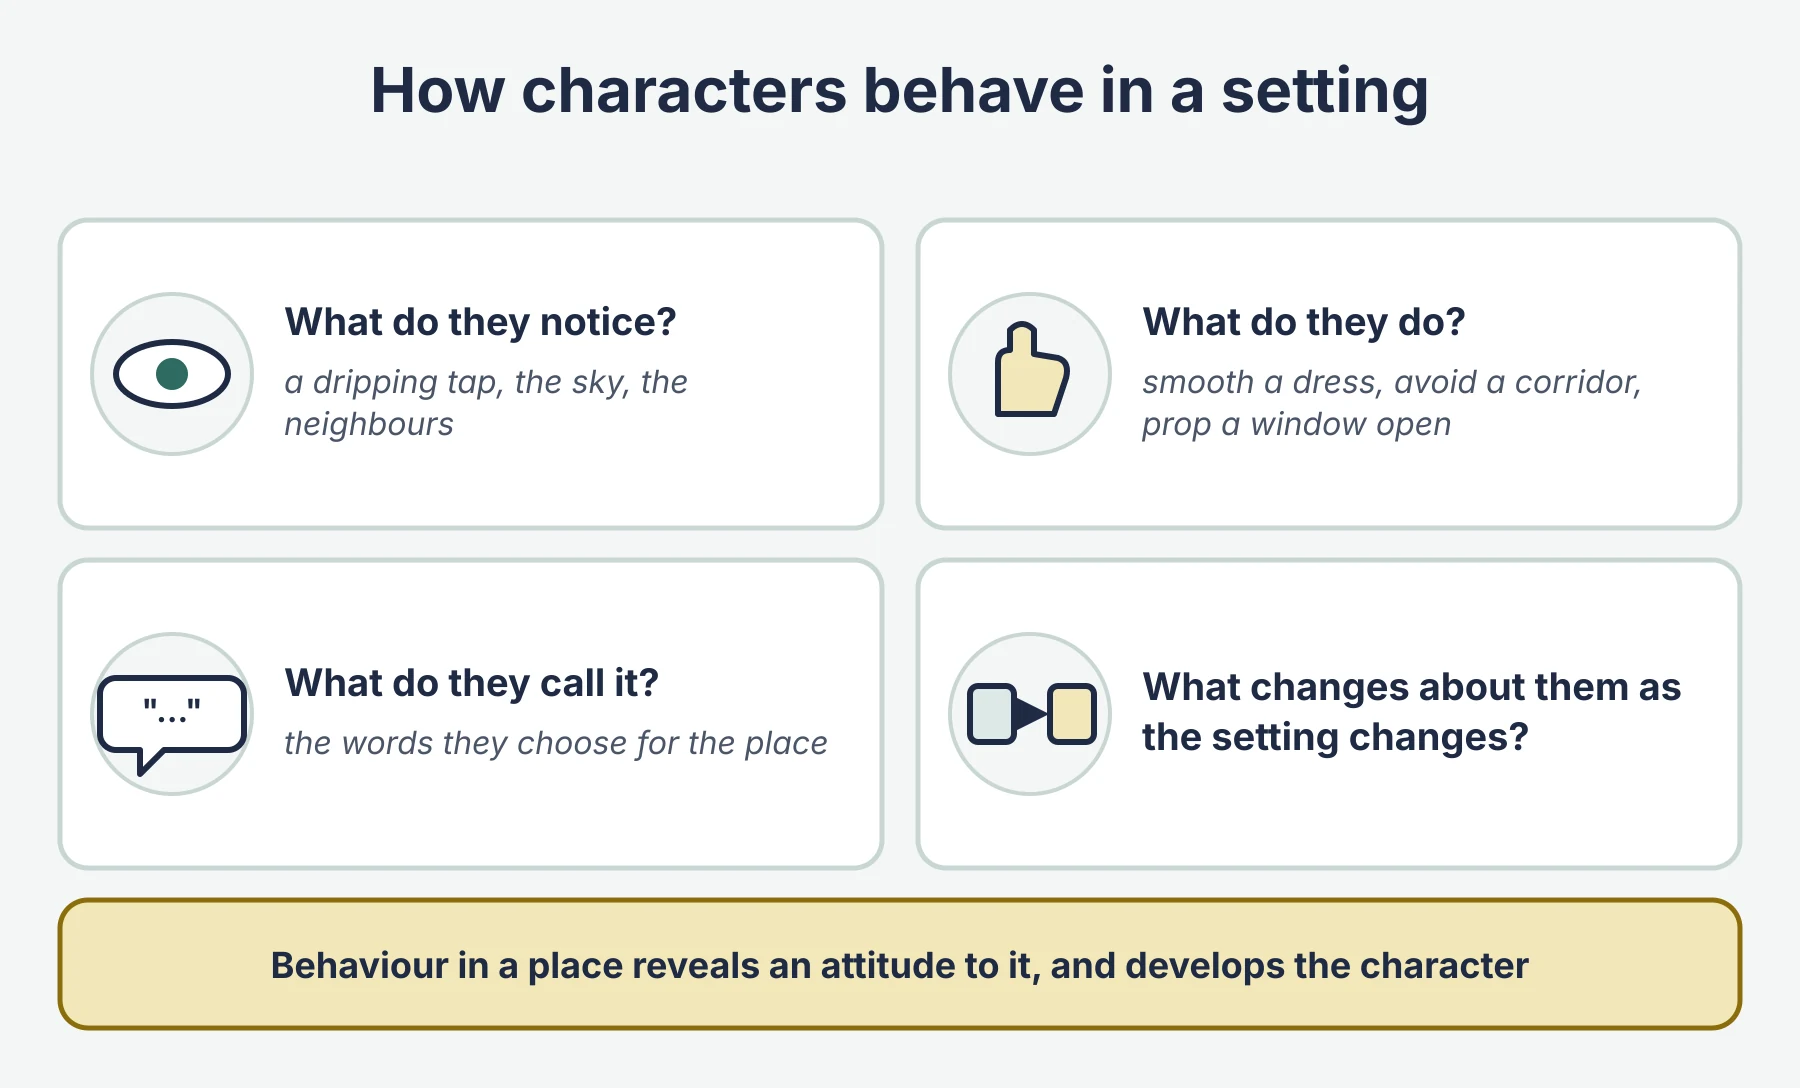 How characters behave in a setting
What do they notice?
a dripping tap, the sky, the
neighbours
What do they do?
smooth a dress, avoid a corridor,
prop a window open
"..."
What do they call it?
the words they choose for the place
What changes about them as
the setting changes?
Behaviour in a place reveals an attitude to it, and develops the character